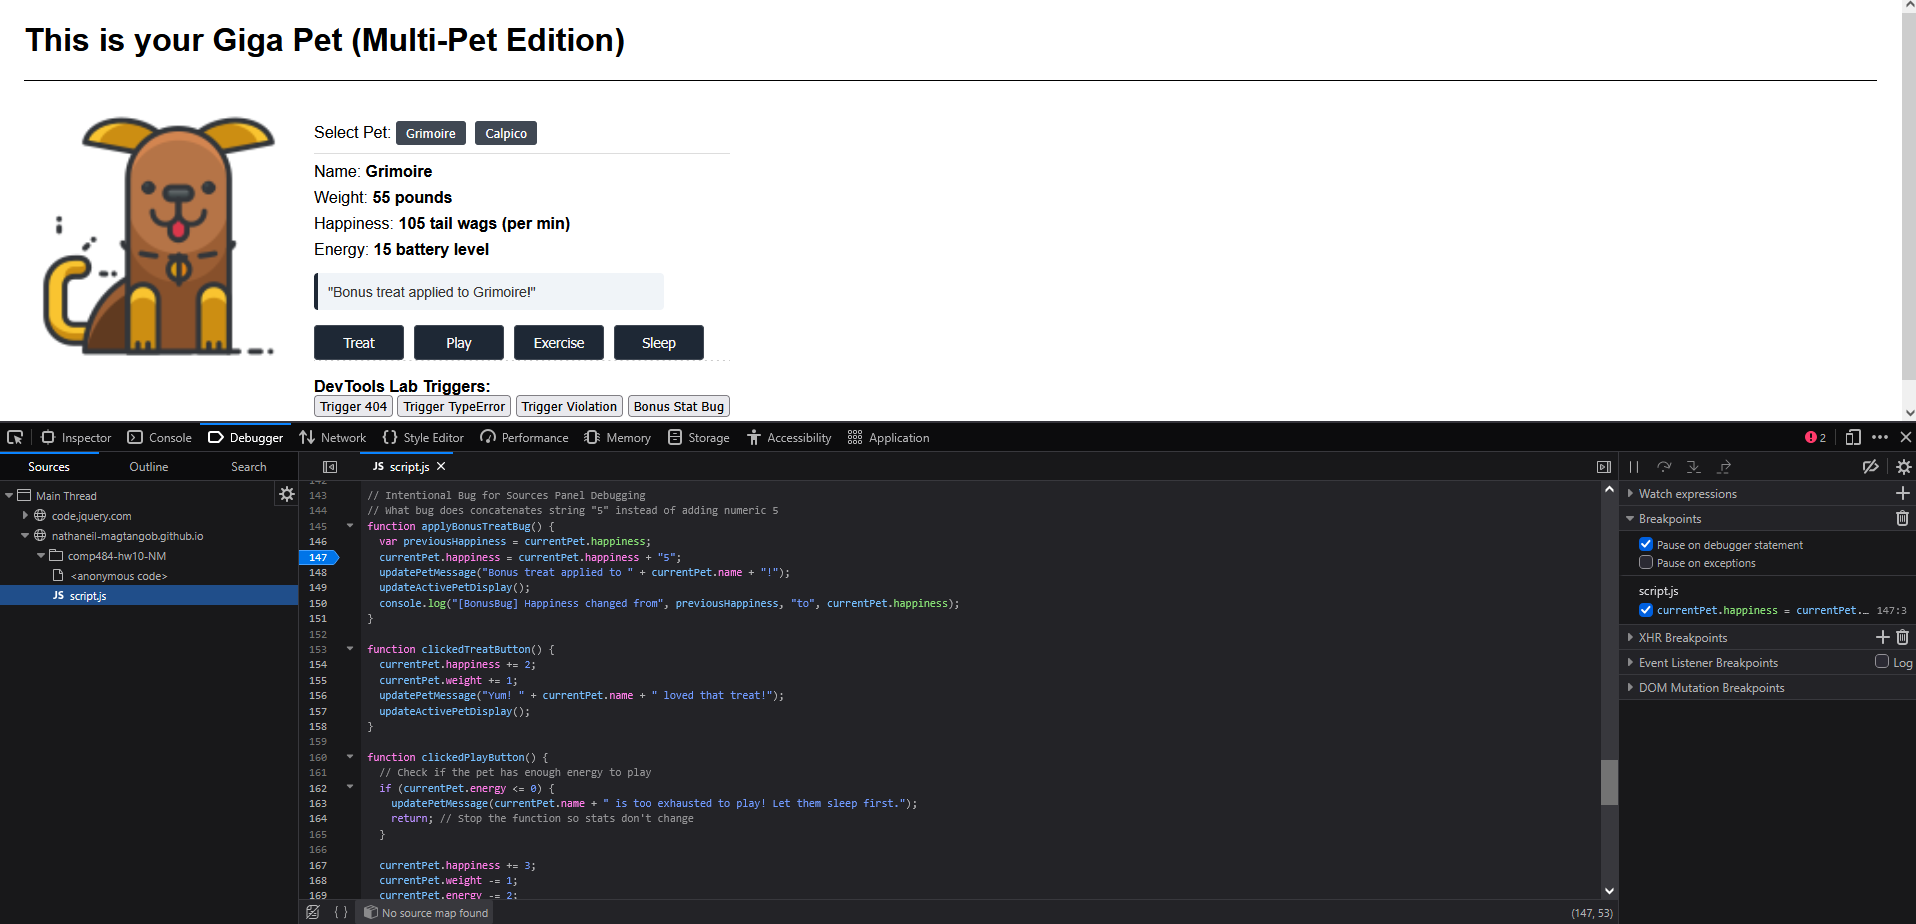 This is your Giga Pet (Multi-Pet Edition)
Select Pet: Grimoire Calpico
Name: Grimoire
Weight: 55 pounds
Happiness: 105 tail wags (per min)
Energy: 15 battery level
"Bonus treat applied to Grimoire!"
Treat Play Exercise Sleep
DevTools Lab Triggers:
Trigger 404 Trigger TypeError Trigger Violation Bonus Stat Bug
Inspector Console Debugger Network Style Editor Performance Memory Storage Accessibility Application 2
Sources Outline Search
Main Thread
code.jquery.com
nathaneil-magtangob.github.io
comp484-hw10-NM
<anonymous code>
JS script.js
JS script.js
142
143 // Intentional Bug for Sources Panel Debugging
144 // What bug does concatenates string "5" instead of adding numeric 5
145 function applyBonusTreatBug() {
146 var previousHappiness = currentPet.happiness;
147 currentPet.happiness = currentPet.happiness + "5";
148 updatePetMessage("Bonus treat applied to " + currentPet.name + "!");
149 updateActivePetDisplay();
150 console.log("[BonusBug] Happiness changed from", previousHappiness, "to", currentPet.happiness);
151 }
152
153 function clickedTreatButton() {
154 currentPet.happiness += 2;
155 currentPet.weight += 1;
156 updatePetMessage("Yum! " + currentPet.name + " loved that treat!");
157 updateActivePetDisplay();
158 }
159
160 function clickedPlayButton() {
161 // Check if the pet has enough energy to play
162 if (currentPet.energy <= 0) {
163 updatePetMessage(currentPet.name + " is too exhausted to play! Let them sleep first.");
164 return; // Stop the function so stats don't change
165 }
166
167 currentPet.happiness += 3;
168 currentPet.weight -= 1;
169 currentPet.energy -= 2;
{ } No source map found (147, 53)
Watch expressions
Breakpoints
Pause on debugger statement
Pause on exceptions
script.js
currentPet.happiness = currentPet.… 147:3
XHR Breakpoints
Event Listener Breakpoints Log
DOM Mutation Breakpoints